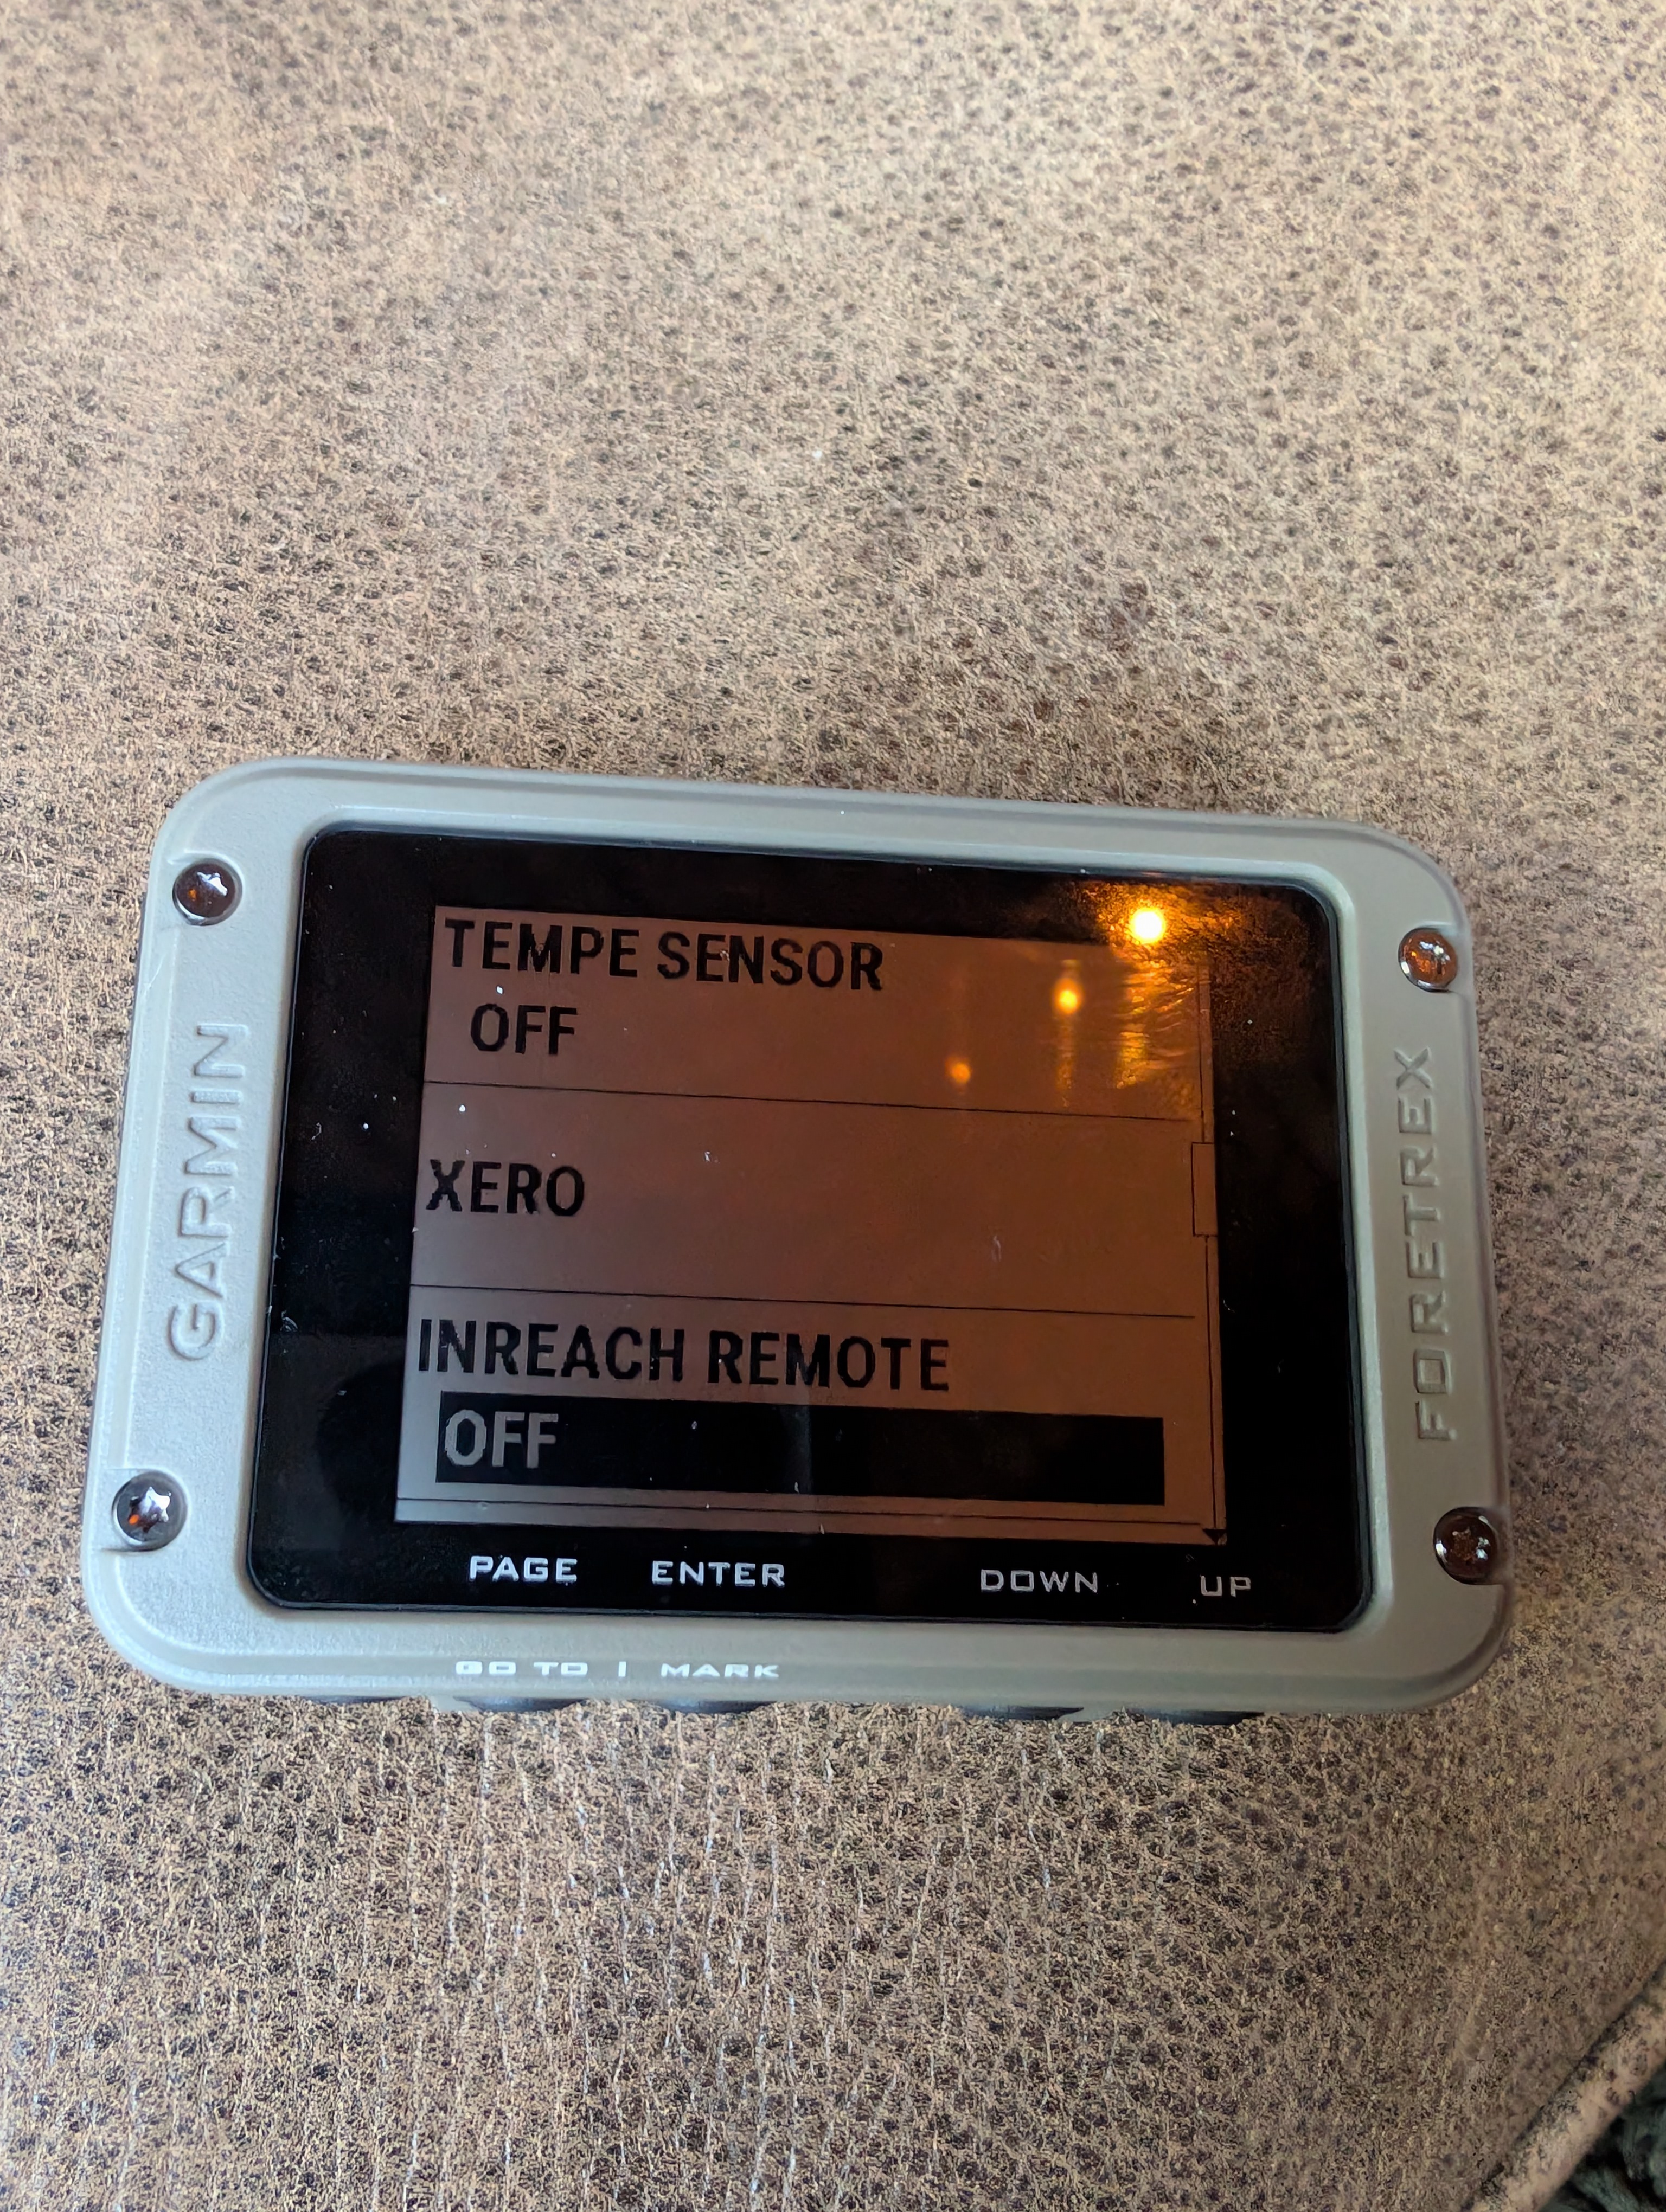 GARMIN
TEMPE SENSOR
OFF
XERO
INREACH REMOTE
OFF
FORETREX
PAGE ENTER DOWN UP
GO TO | MARK